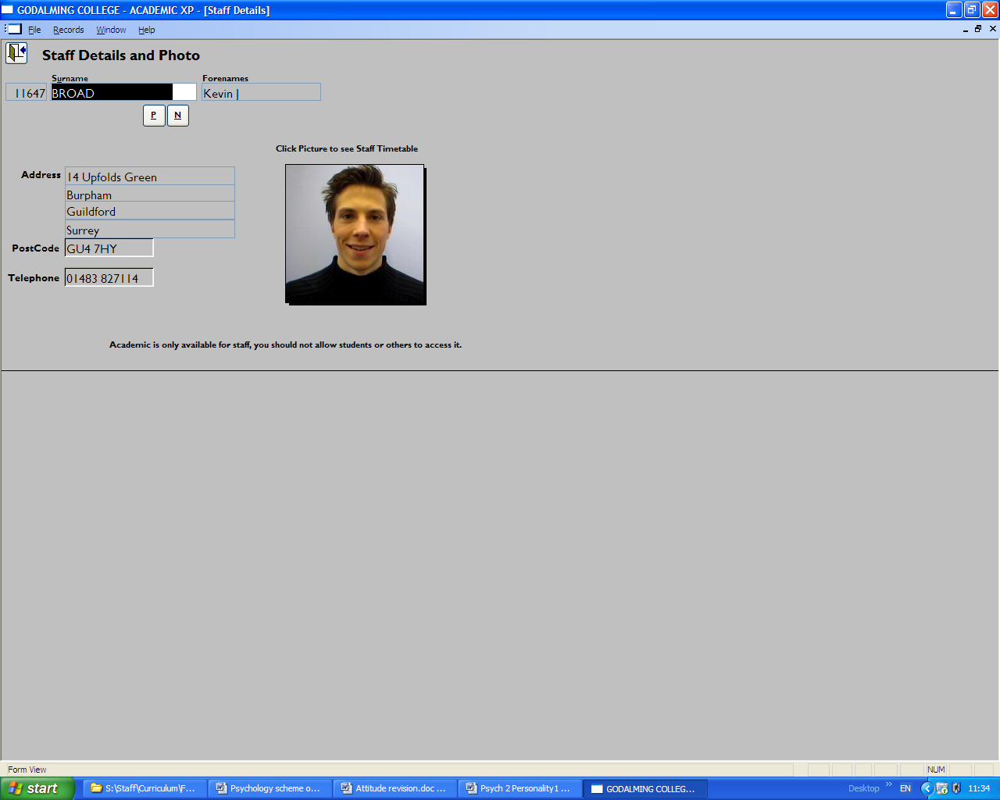 GODALMING COLLEGE - ACADEMIC XP - [Staff Details]
File Records Window Help
Staff Details and Photo
Surname Forenames
11647 BROAD Kevin J
P N
Click Picture to see Staff Timetable
Address 14 Upfolds Green
Burpham
Guildford
Surrey
PostCode GU4 7HY
Telephone 01483 827114
Academic is only available for staff, you should not allow students or others to access it.
Form View NUM
start S:\Staff\Curriculum\F... Psychology scheme o... Attitude revision.doc ... Psych 2 Personality1 ... GODALMING COLLEG... Desktop » EN 11:34